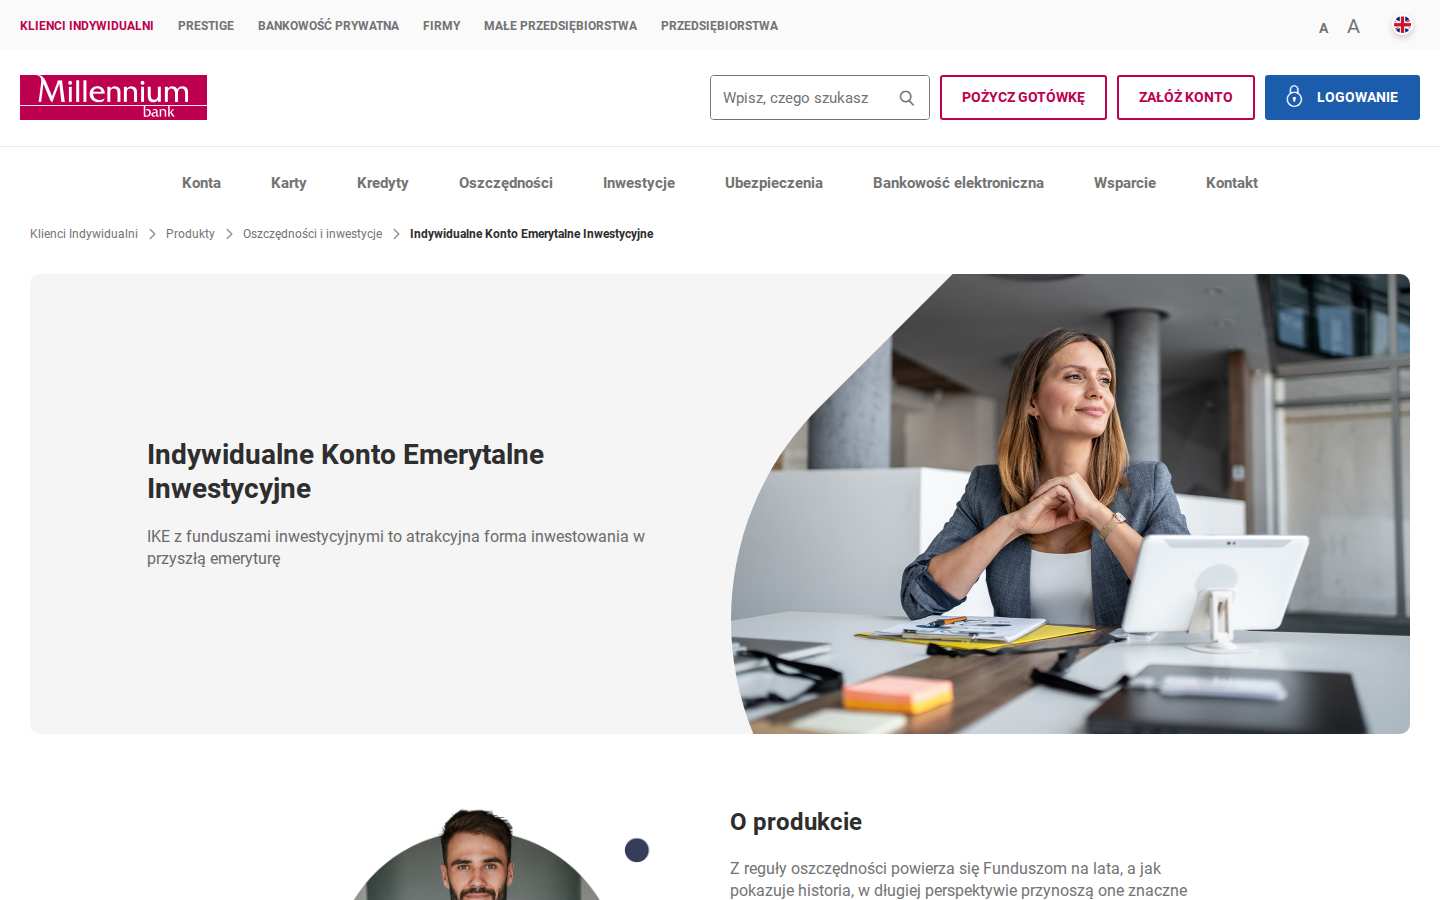 KLIENCI INDYWIDUALNI PRESTIGE BANKOWOŚĆ PRYWATNA FIRMY MAŁE PRZEDSIĘBIORSTWA PRZEDSIĘBIORSTWA A A
Millennium
bank
Wpisz, czego szukasz POŻYCZ GOTÓWKĘ ZAŁÓŻ KONTO LOGOWANIE
Konta Karty Kredyty Oszczędności Inwestycje Ubezpieczenia Bankowość elektroniczna Wsparcie Kontakt
Klienci Indywidualni Produkty Oszczędności i inwestycje Indywidualne Konto Emerytalne Inwestycyjne
Indywidualne Konto Emerytalne
Inwestycyjne
IKE z funduszami inwestycyjnymi to atrakcyjna forma inwestowania w
przyszłą emeryturę
O produkcie
Z reguły oszczędności powierza się Funduszom na lata, a jak
pokazuje historia, w długiej perspektywie przynoszą one znaczne